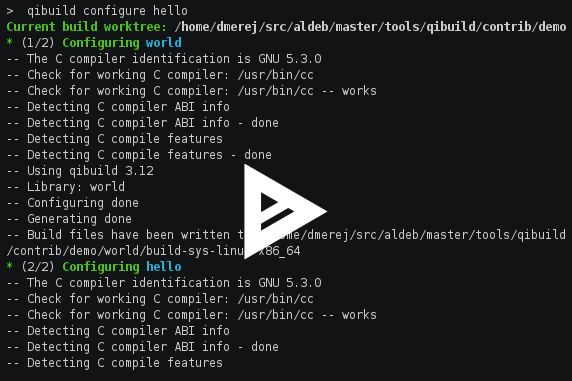 >  qibuild configure hello
Current build worktree: /home/dmerej/src/aldeb/master/tools/qibuild/contrib/demo
* (1/2) Configuring world
-- The C compiler identification is GNU 5.3.0
-- Check for working C compiler: /usr/bin/cc
-- Check for working C compiler: /usr/bin/cc -- works
-- Detecting C compiler ABI info
-- Detecting C compiler ABI info - done
-- Detecting C compile features
-- Detecting C compile features - done
-- Using qibuild 3.12
-- Library: world
-- Configuring done
-- Generating done
-- Build files have been written /dmerej/src/aldeb/master/tools/qibuild
/contrib/demo/world/build-sys-linux-x86_64
* (2/2) Configuring hello
-- The C compiler identification is GNU 5.3.0
-- Check for working C compiler: /usr/bin/cc
-- Check for working C compiler: /usr/bin/cc -- works
-- Detecting C compiler ABI info
-- Detecting C compiler ABI info - done
-- Detecting C compile features